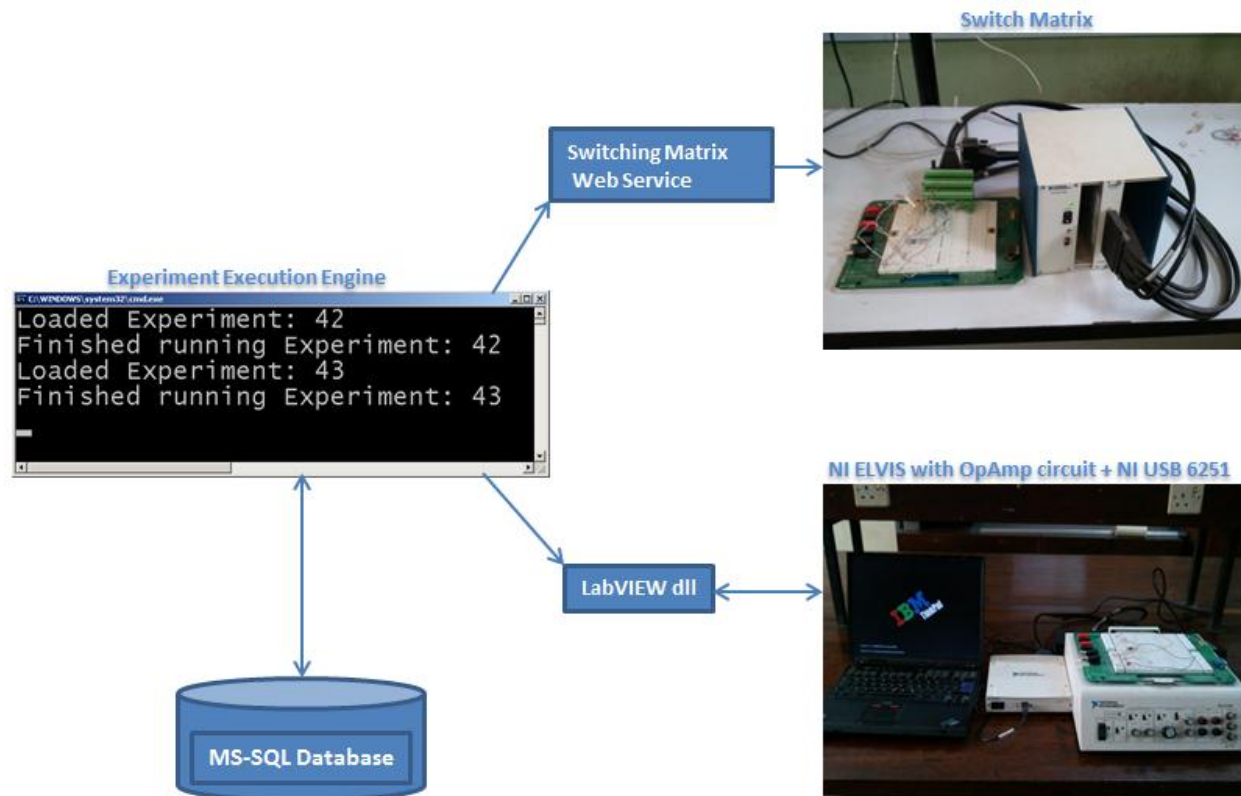 Switch Matrix
Switching Matrix
Web Service
Experiment Execution Engine
C:\WINDOWS\system32\cmd.exe
Loaded Experiment: 42
Finished running Experiment: 42
Loaded Experiment: 43
Finished running Experiment: 43
NI ELVIS with OpAmp circuit + NI USB 6251
LabVIEW dll
IBM
ThinkPad
MS-SQL Database